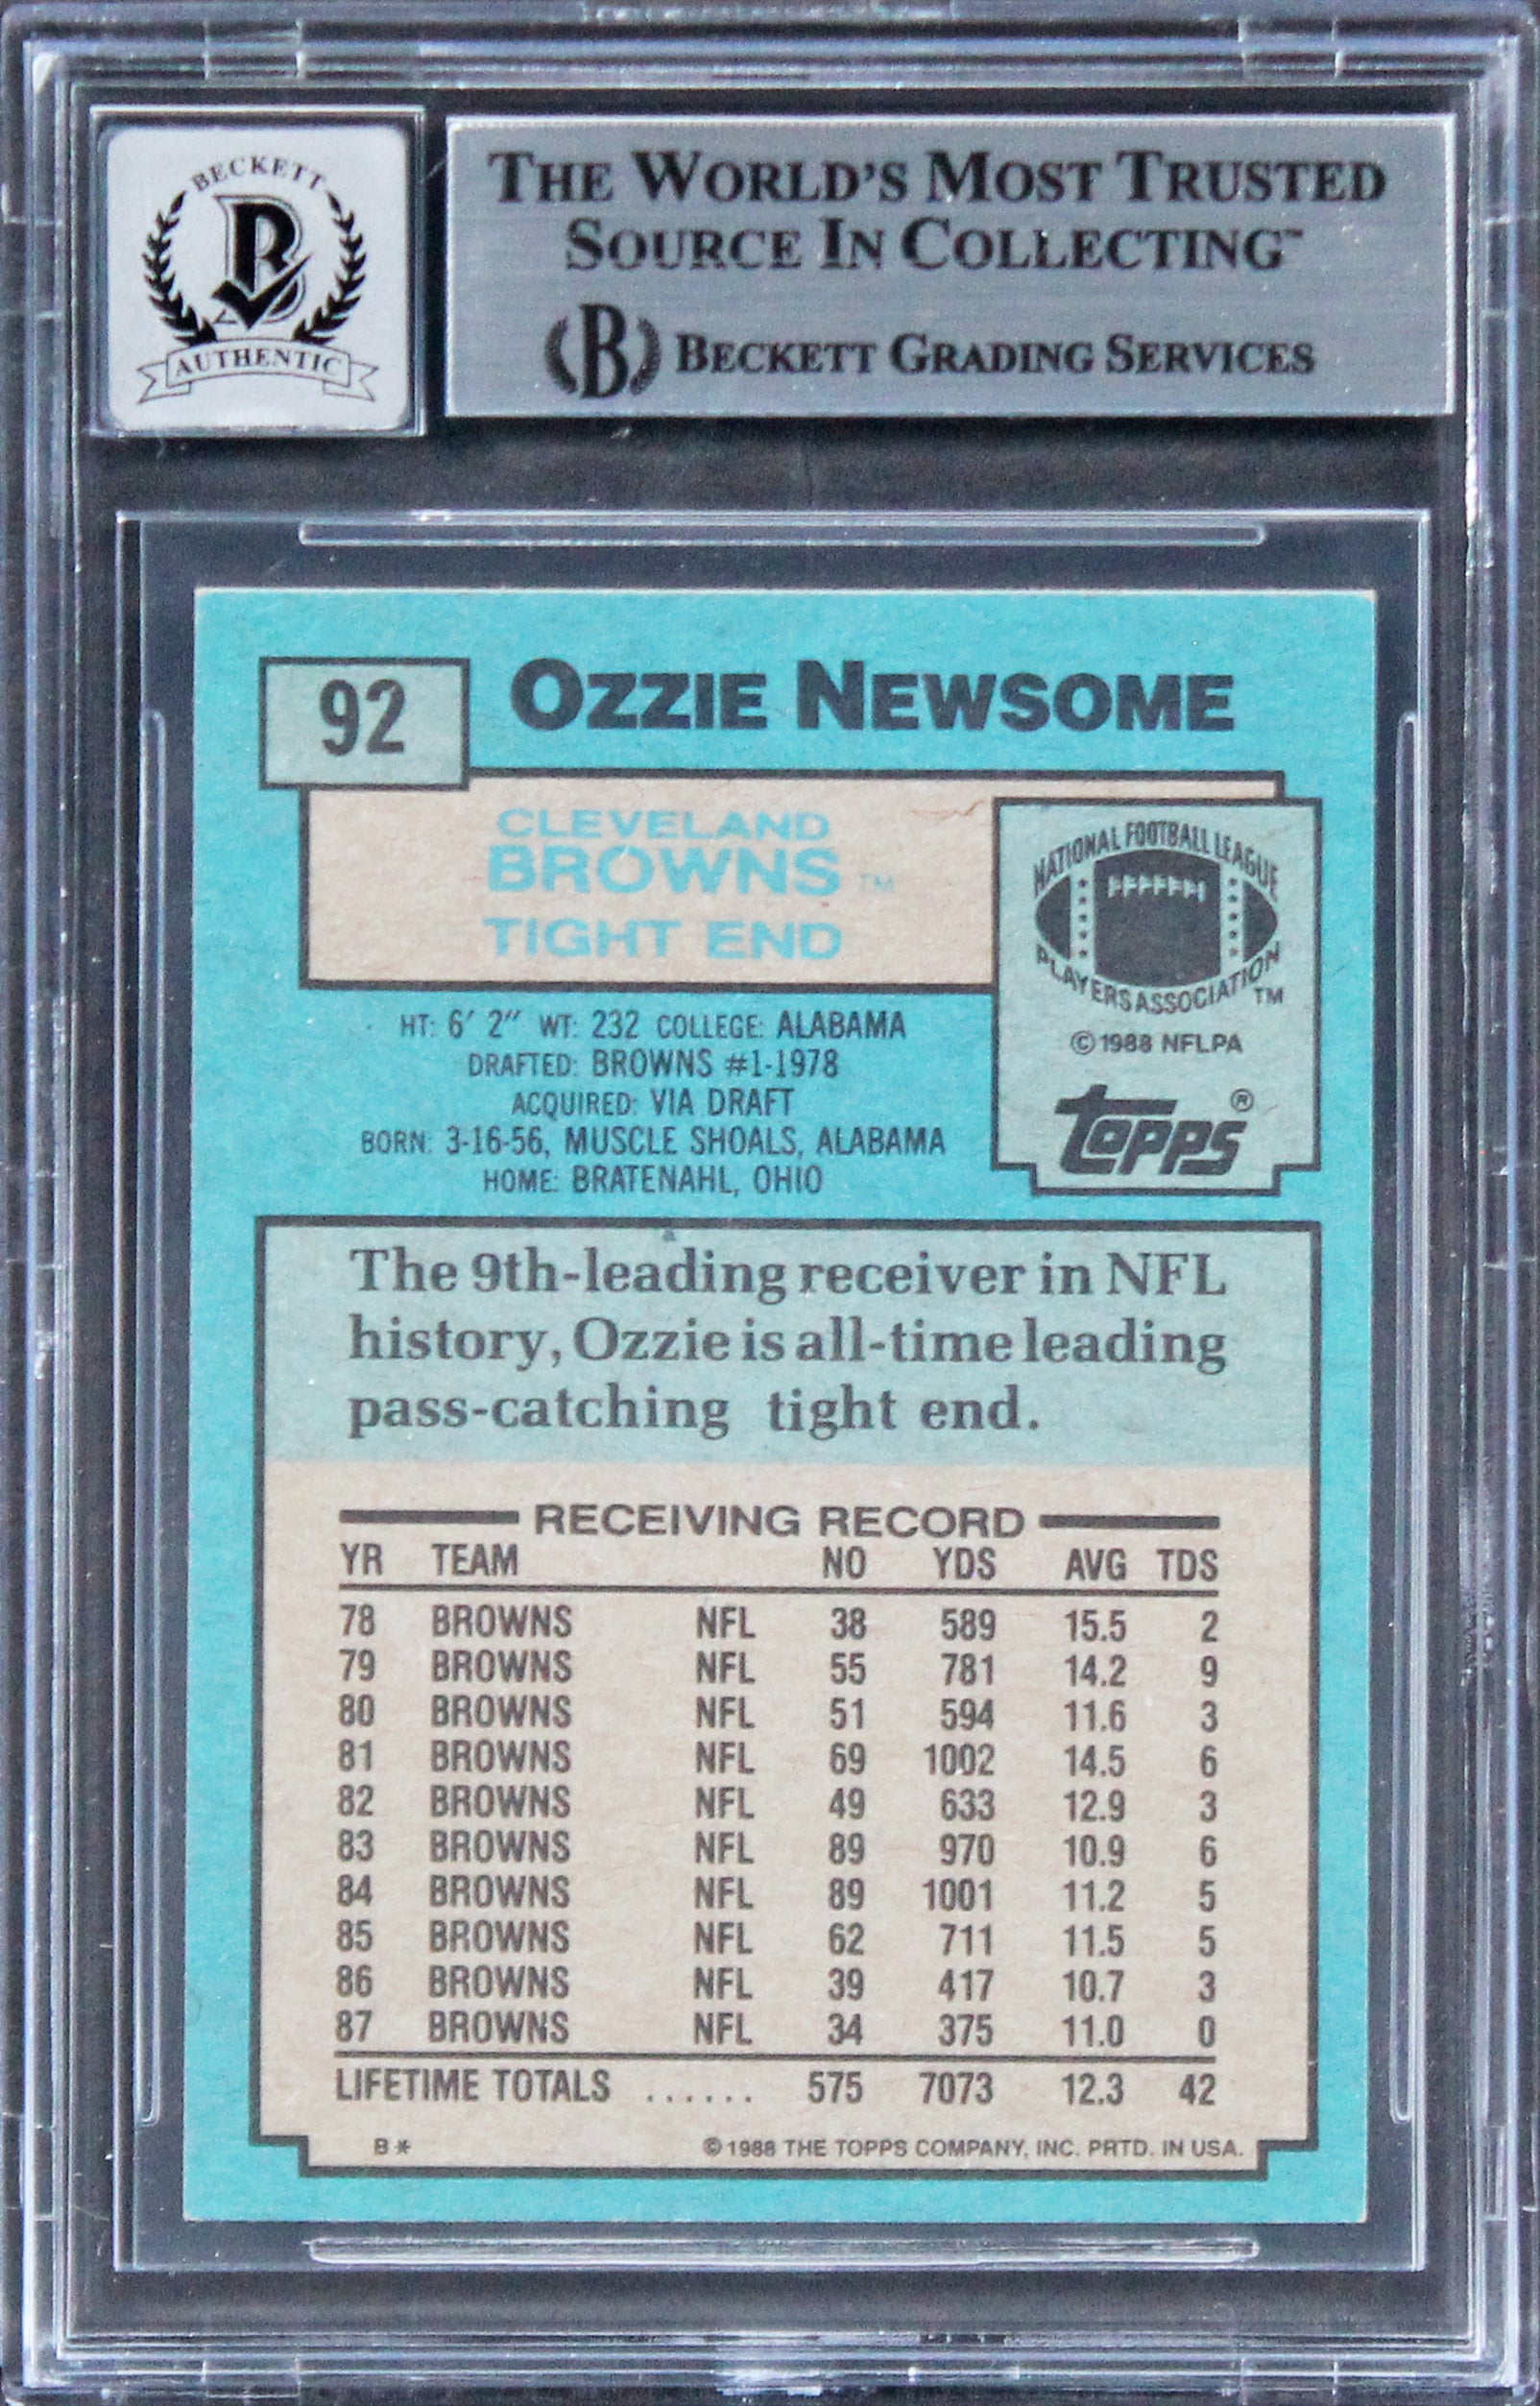 BECKETT
AUTHENTIC
THE WORLD'S MOST TRUSTED
SOURCE IN COLLECTING™
B BECKETT GRADING SERVICES
92 OZZIE NEWSOME
CLEVELAND
BROWNS™
TIGHT END
NATIONAL FOOTBALL LEAGUE
PLAYERS ASSOCIATION™
©1988 NFLPA
TOPPS®
HT: 6' 2" WT: 232 COLLEGE: ALABAMA
DRAFTED: BROWNS #1-1978
ACQUIRED: VIA DRAFT
BORN: 3-16-56, MUSCLE SHOALS, ALABAMA
HOME: BRATENAHL, OHIO
The 9th-leading receiver in NFL
history, Ozzie is all-time leading
pass-catching tight end.
RECEIVING RECORD
YR TEAM NO YDS AVG TDS
78 BROWNS NFL 38 589 15.5 2
79 BROWNS NFL 55 781 14.2 9
80 BROWNS NFL 51 594 11.6 3
81 BROWNS NFL 69 1002 14.5 6
82 BROWNS NFL 49 633 12.9 3
83 BROWNS NFL 89 970 10.9 6
84 BROWNS NFL 89 1001 11.2 5
85 BROWNS NFL 62 711 11.5 5
86 BROWNS NFL 39 417 10.7 3
87 BROWNS NFL 34 375 11.0 0
LIFETIME TOTALS ...... 575 7073 12.3 42
B* ©1988 THE TOPPS COMPANY, INC. PRTD. IN USA.